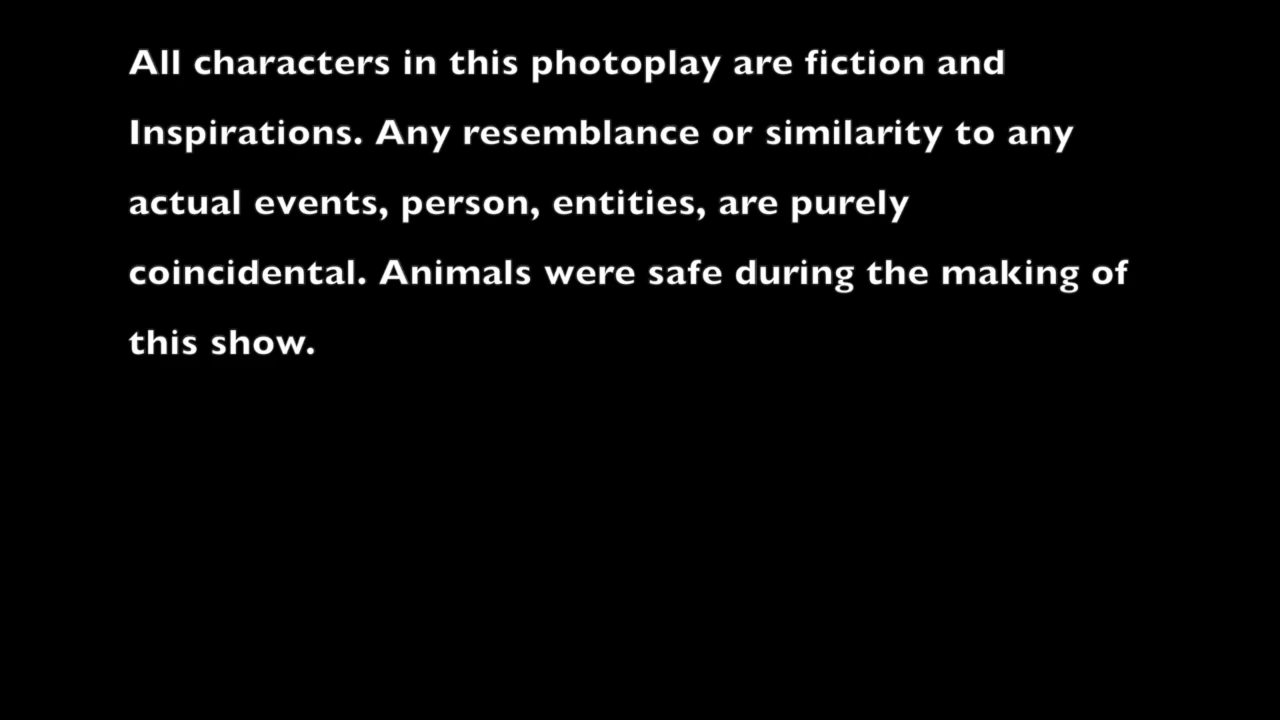 All characters in this photoplay are fiction and
Inspirations. Any resemblance or similarity to any
actual events, person, entities, are purely
coincidental. Animals were safe during the making of
this show.